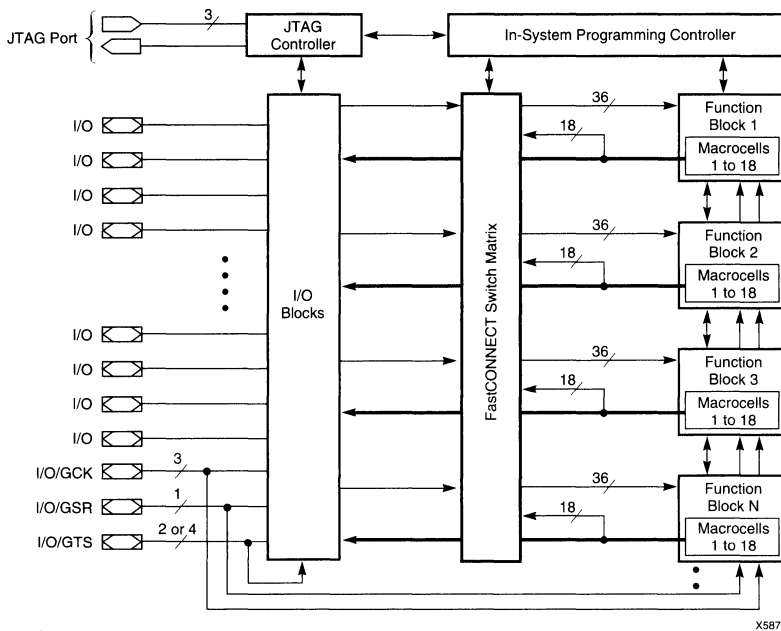 3
JTAG Port
JTAG
Controller
In-System Programming Controller
I/O
I/O
I/O
I/O
I/O
I/O
I/O
I/O
I/O/GCK
3
I/O/GSR
1
I/O/GTS
2 or 4
I/O
Blocks
FastCONNECT Switch Matrix
36
18
Function
Block 1
Macrocells
1 to 18
36
18
Function
Block 2
Macrocells
1 to 18
36
18
Function
Block 3
Macrocells
1 to 18
36
18
Function
Block N
Macrocells
1 to 18
X587